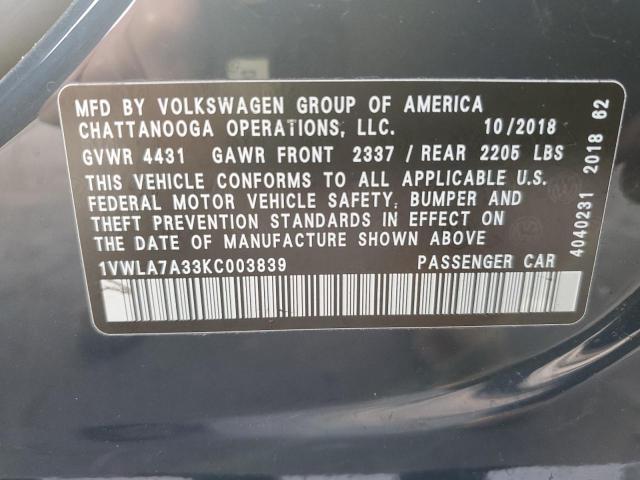 MFD BY VOLKSWAGEN GROUP OF AMERICA
CHATTANOOGA OPERATIONS, LLC. 10/2018
GVWR 4431 GAWR FRONT 2337 / REAR 2205 LBS
THIS VEHICLE CONFORMS TO ALL APPLICABLE U.S.
FEDERAL MOTOR VEHICLE SAFETY, BUMPER AND
THEFT PREVENTION STANDARDS IN EFFECT ON
THE DATE OF MANUFACTURE SHOWN ABOVE
1VWLA7A33KC003839 PASSENGER CAR
4040231 2018 62